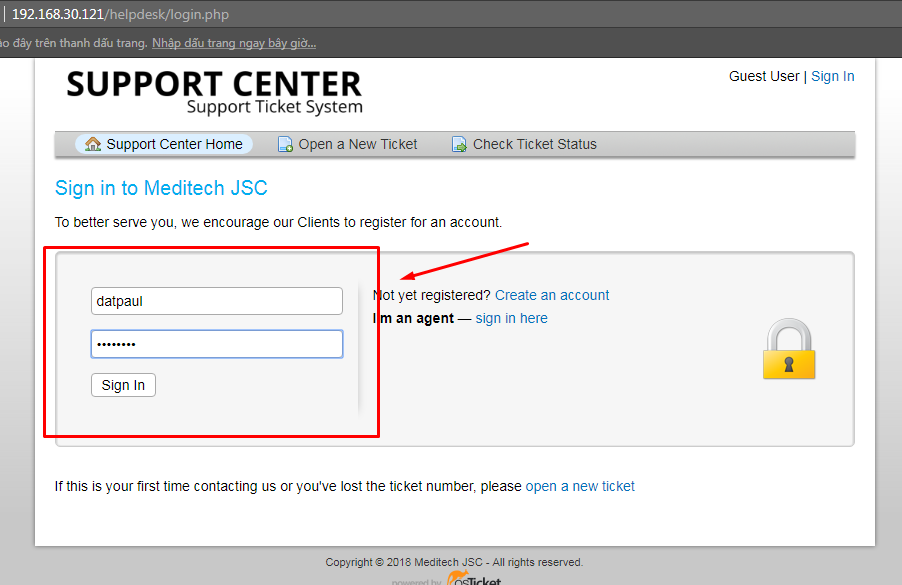 192.168.30.121/helpdesk/login.php
đây trên thanh dấu trang. Nhập dấu trang ngay bây giờ...
SUPPORT CENTER
Support Ticket System
Guest User | Sign In
Support Center Home Open a New Ticket Check Ticket Status
Sign in to Meditech JSC
To better serve you, we encourage our Clients to register for an account.
datpaul
••••••••
Sign In
Not yet registered? Create an account
I'm an agent — sign in here
If this is your first time contacting us or you've lost the ticket number, please open a new ticket
Copyright © 2018 Meditech JSC - All rights reserved.
powered by osTicket